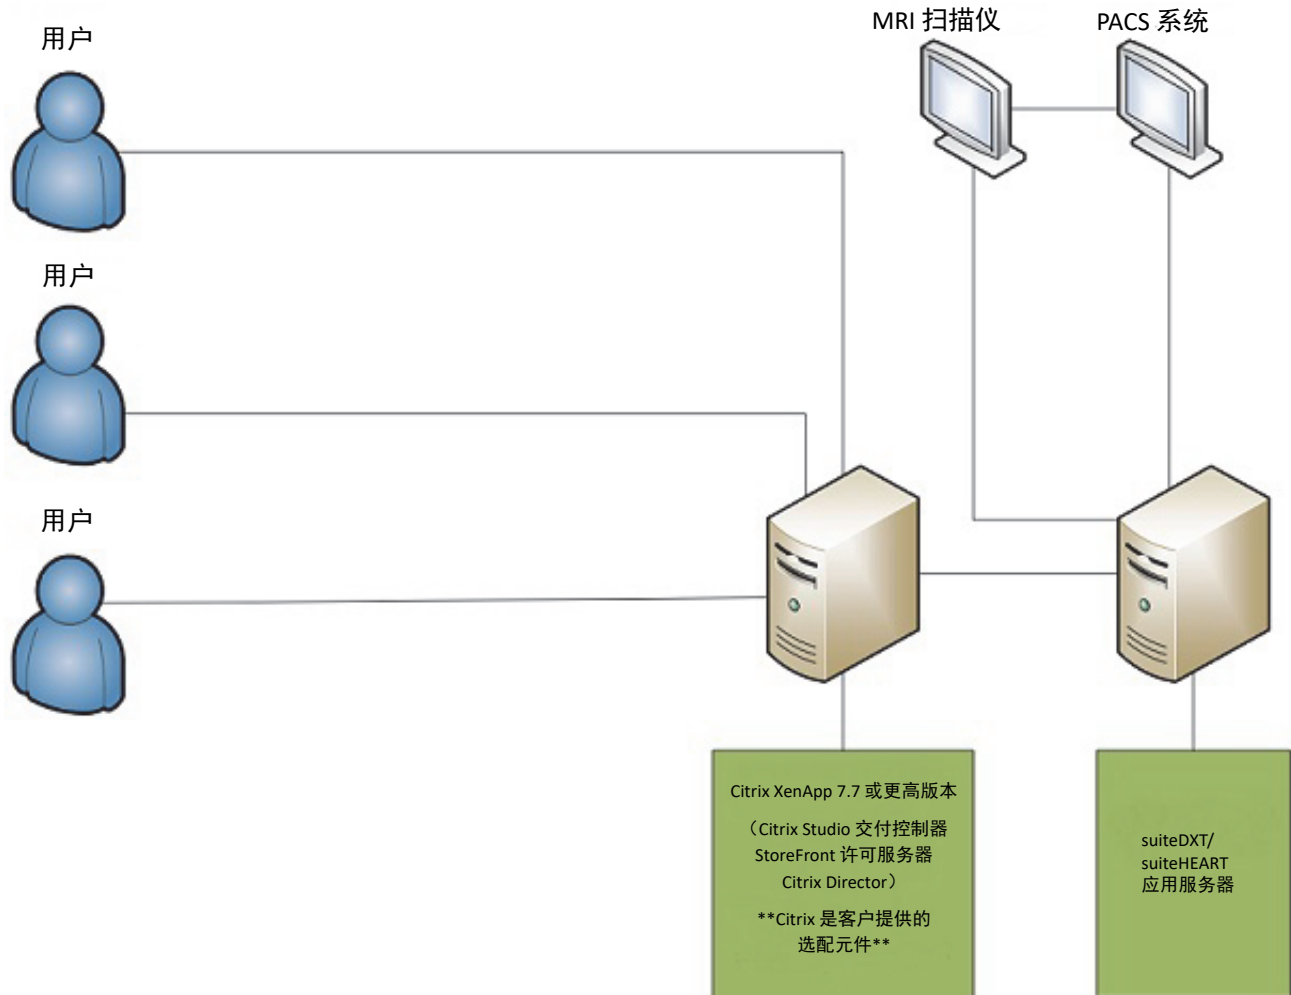 用户
MRI 扫描仪
PACS 系统
用户
用户
Citrix XenApp 7.7 或更高版本
（Citrix Studio 交付控制器
StoreFront 许可服务器
Citrix Director）
**Citrix 是客户提供的
选配元件**
suiteDXT/
suiteHEART
应用服务器